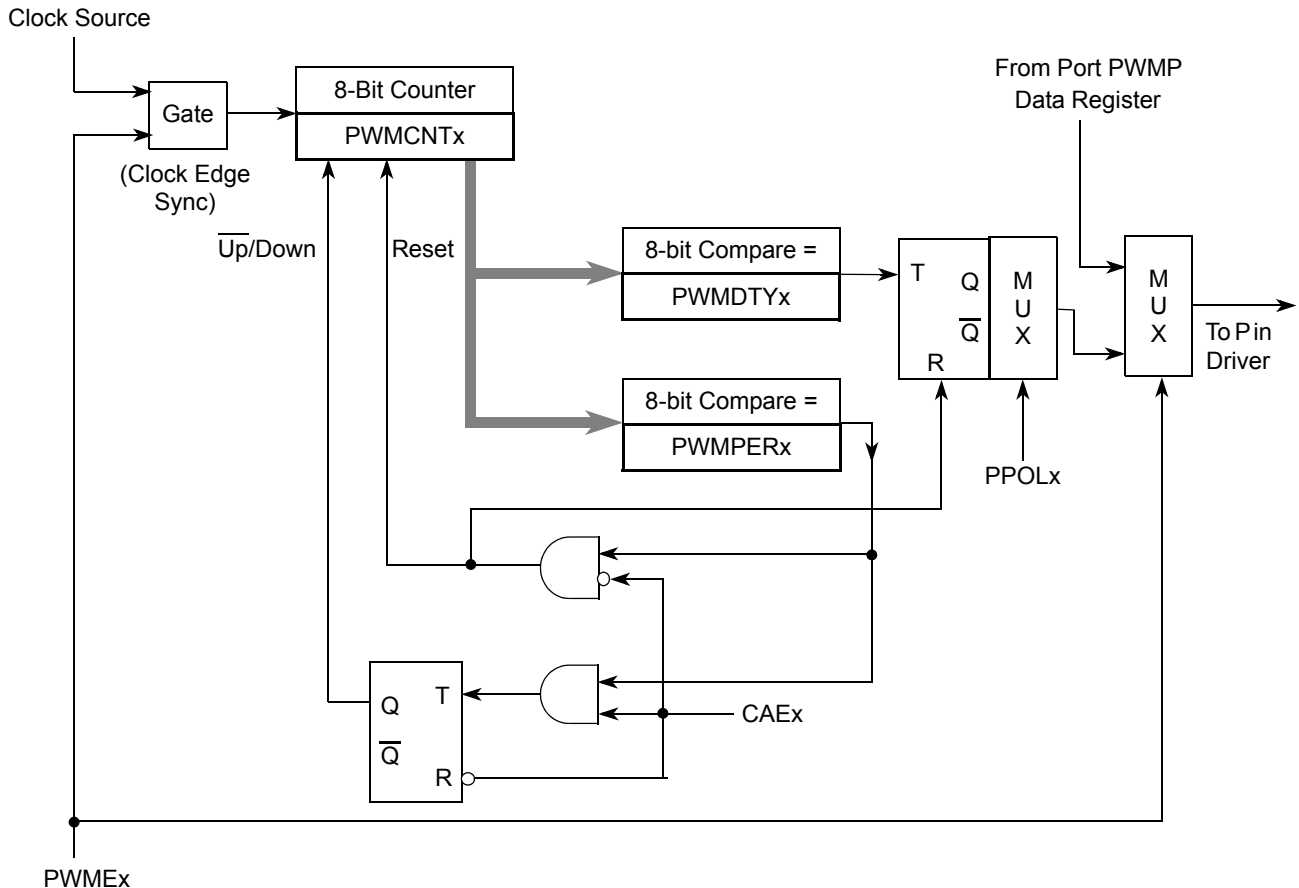 Clock Source
From Port PWMP
Data Register
8-Bit Counter
Gate
PWMCNTx
(Clock Edge
Sync)
Up/Down
Reset
8-bit Compare =
PWMDTYx
T
Q
Q
R
M
U
X
M
U
X
To Pin
Driver
8-bit Compare =
PWMPERx
PPOLx
Q
T
Q
R
CAEx
PWMEx